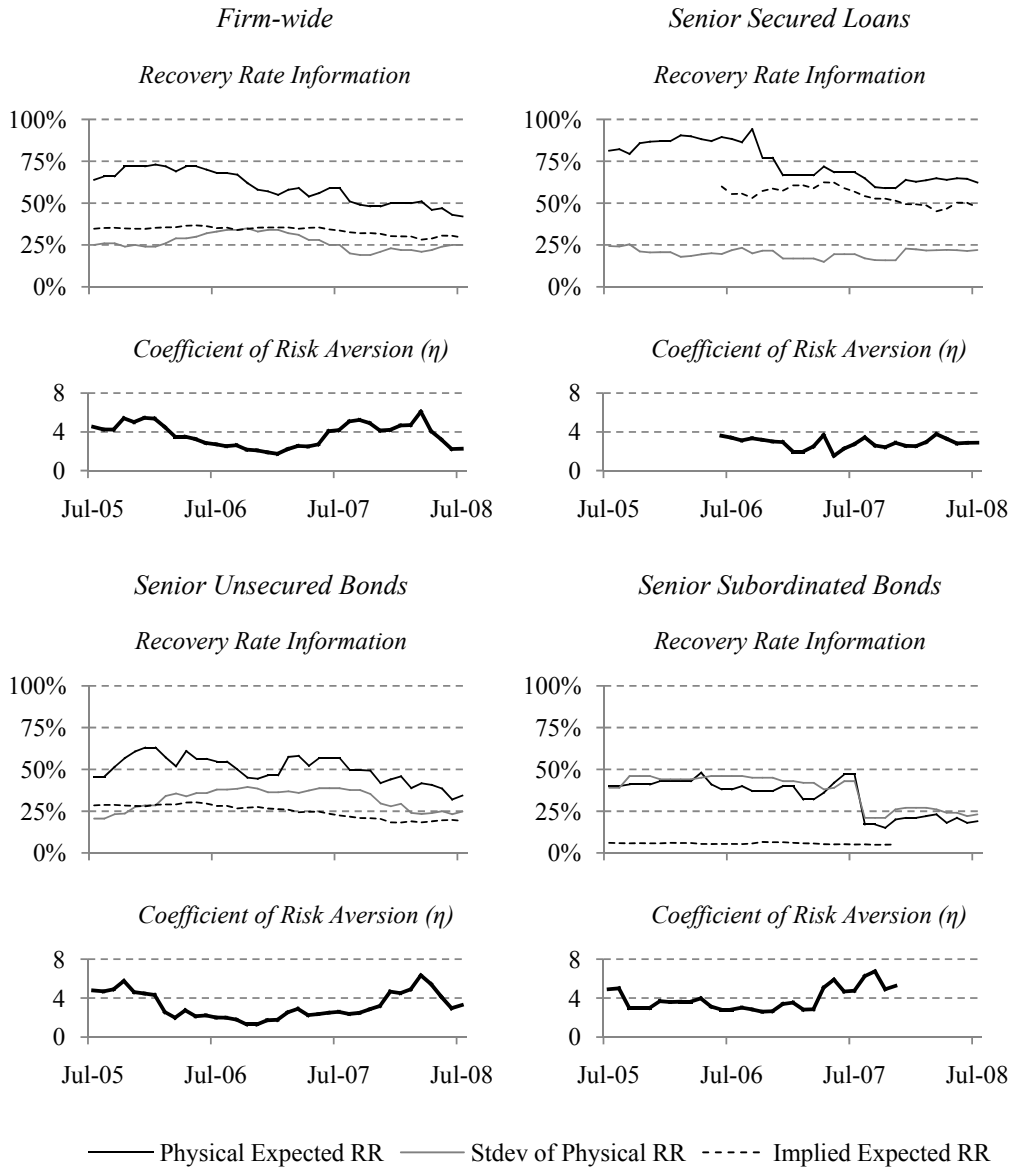 Firm-wide
Recovery Rate Information
100%
75%
50%
25%
0%
Coefficient of Risk Aversion (η)
8
4
0
Jul-05 Jul-06 Jul-07 Jul-08
Senior Secured Loans
Recovery Rate Information
100%
75%
50%
25%
0%
Coefficient of Risk Aversion (η)
8
4
0
Jul-05 Jul-06 Jul-07 Jul-08
Senior Unsecured Bonds
Recovery Rate Information
100%
75%
50%
25%
0%
Coefficient of Risk Aversion (η)
8
4
0
Jul-05 Jul-06 Jul-07 Jul-08
Senior Subordinated Bonds
Recovery Rate Information
100%
75%
50%
25%
0%
Coefficient of Risk Aversion (η)
8
4
0
Jul-05 Jul-06 Jul-07 Jul-08
Physical Expected RR Stdev of Physical RR Implied Expected RR